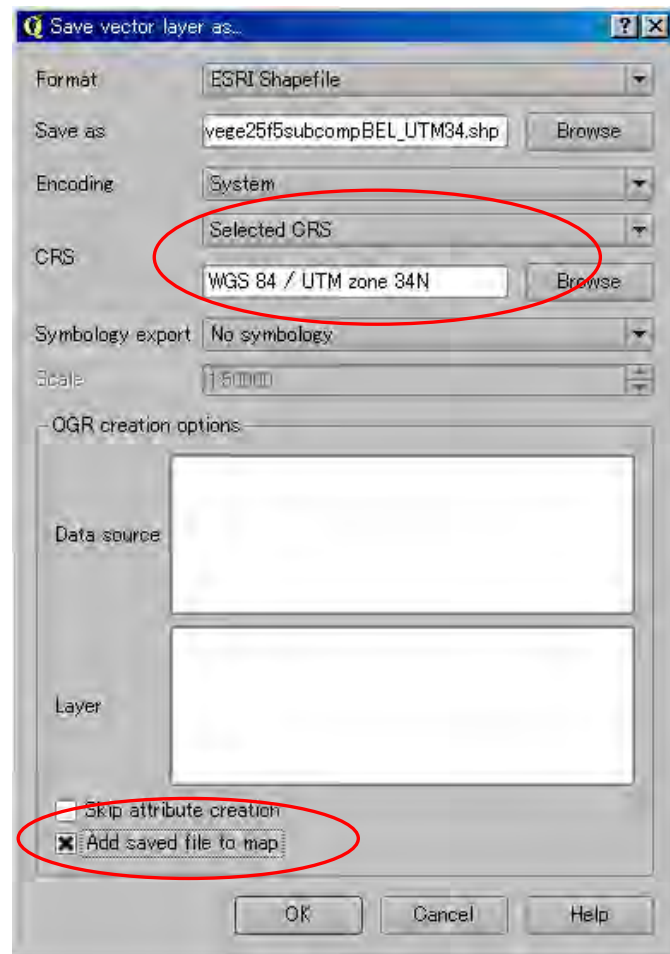 Save vector layer as...
Format ESRI Shapefile
Save as vege25f5subcompBEL_UTM34.shp Browse
Encoding System
Selected CRS
CRS
WGS 84 / UTM zone 34N Browse
Symbology export No symbology
Scale 1:50000
OGR creation options
Data source
Layer
Skip attribute creation
Add saved file to map
OK Cancel Help